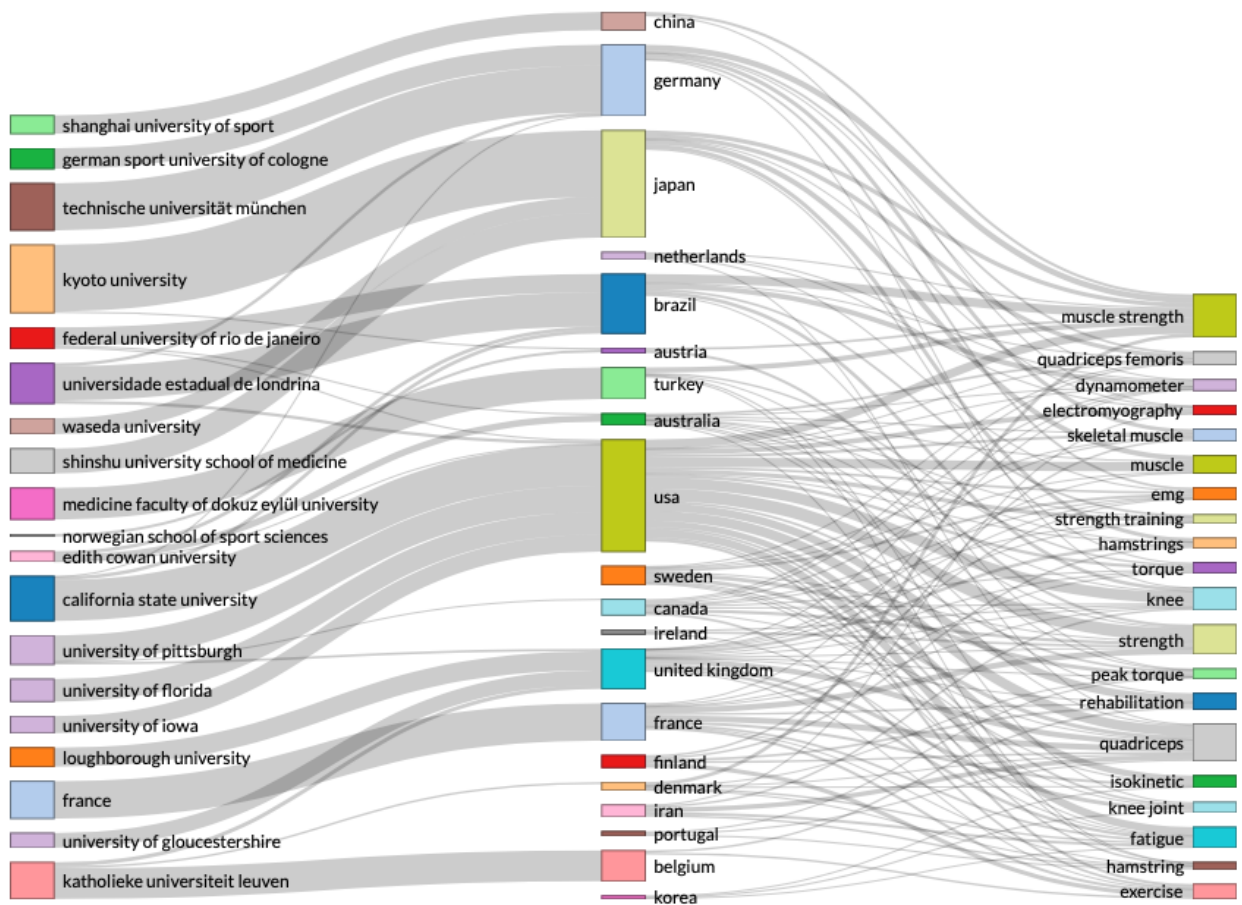 shanghai university of sport
german sport university of cologne
technische universität münchen
kyoto university
federal university of rio de janeiro
universidade estadual de londrina
waseda university
shinshu university school of medicine
medicine faculty of dokuz eylül university
norwegian school of sport sciences
edith cowan university
california state university
university of pittsburgh
university of florida
university of iowa
loughborough university
france
university of gloucestershire
katholieke universiteit leuven
china
germany
japan
netherlands
brazil
austria
turkey
australia
usa
sweden
canada
ireland
united kingdom
france
finland
denmark
iran
portugal
belgium
korea
muscle strength
quadriceps femoris
dynamometer
electromyography
skeletal muscle
muscle
emg
strength training
hamstrings
torque
knee
strength
peak torque
rehabilitation
quadriceps
isokinetic
knee joint
fatigue
hamstring
exercise